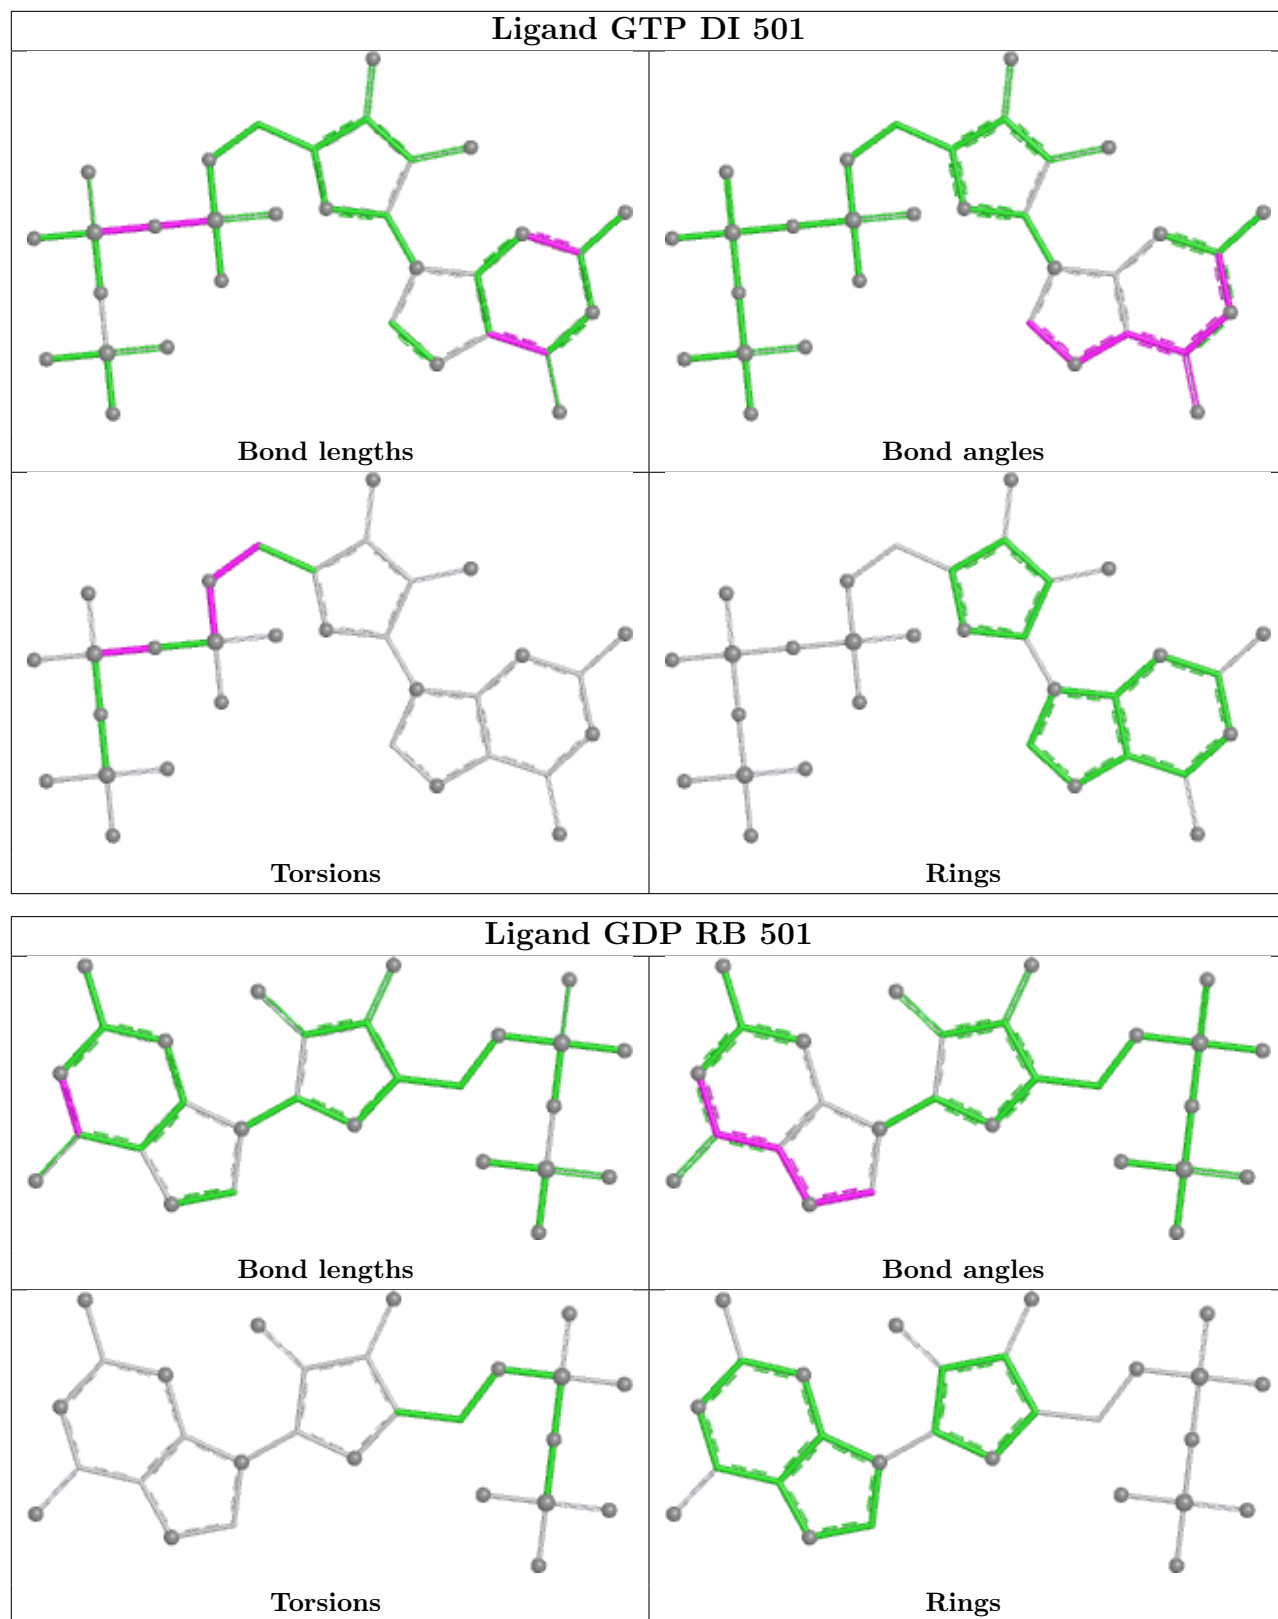 Ligand GTP DI 501
Bond lengths
Bond angles
Torsions
Rings
Ligand GDP RB 501
Bond lengths
Bond angles
Torsions
Rings